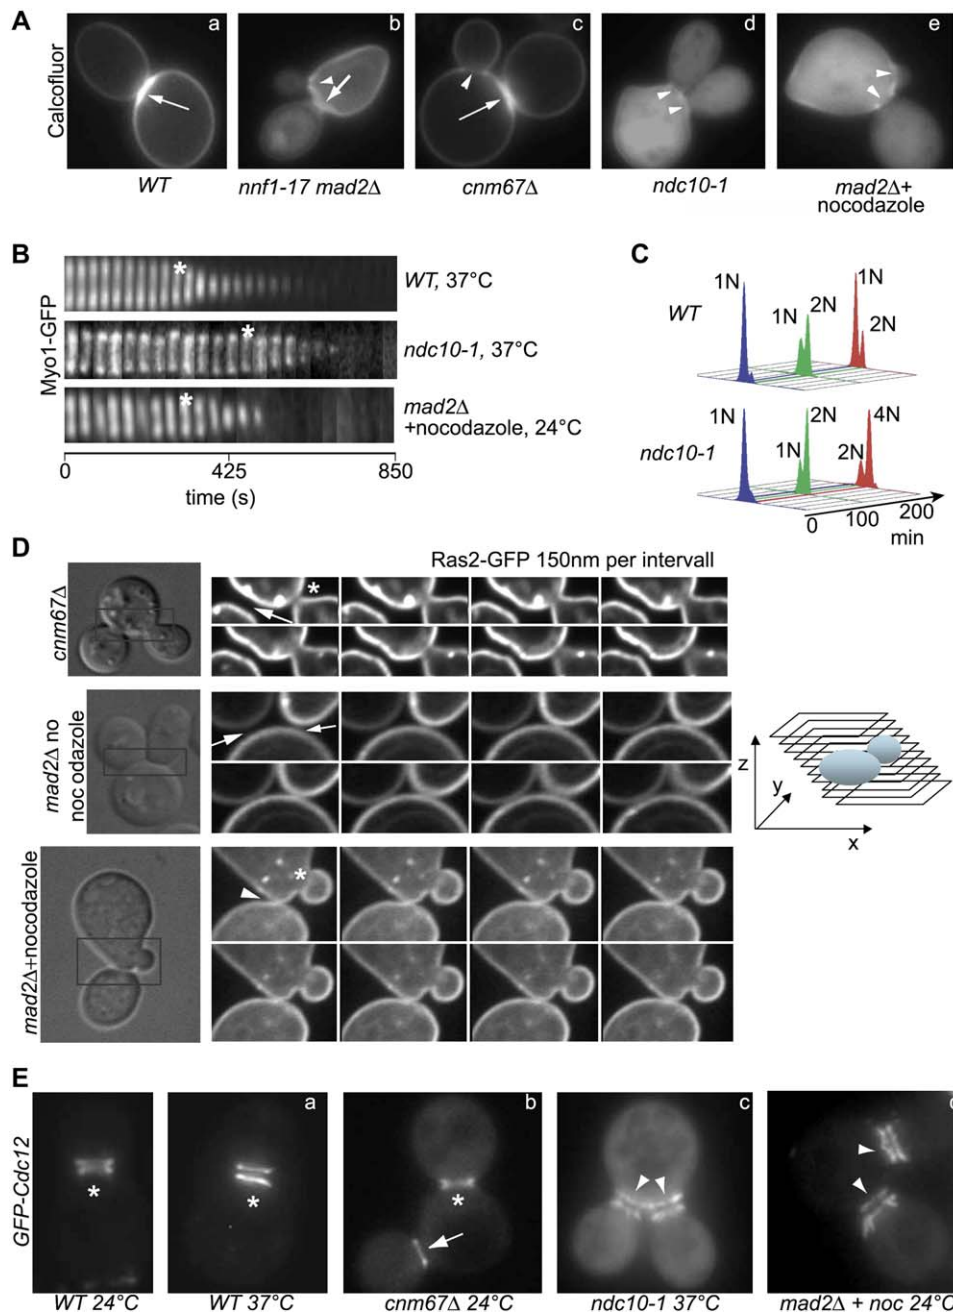 A
Calcofluor
a
b
c
d
e
WT
nnf1-17 mad2Δ
cnm67Δ
ndc10-1
mad2Δ+
nocodazole
B
Myo1-GFP
*
WT, 37°C
*
ndc10-1, 37°C
*
mad2Δ
+nocodazole, 24°C
0
425
850
time (s)
C
WT
1N
1N
2N
1N
2N
ndc10-1
1N
1N
2N
2N
4N
0
100
200
min
D
Ras2-GFP 150nm per intervall
cnm67Δ
*
mad2Δ no
noc odazole
mad2Δ+nocodazole
*
z
y
x
E
GFP-Cdc12
a
b
c
*
*
*
WT 24°C
WT 37°C
cnm67Δ 24°C
ndc10-1 37°C
mad2Δ + noc 24°C